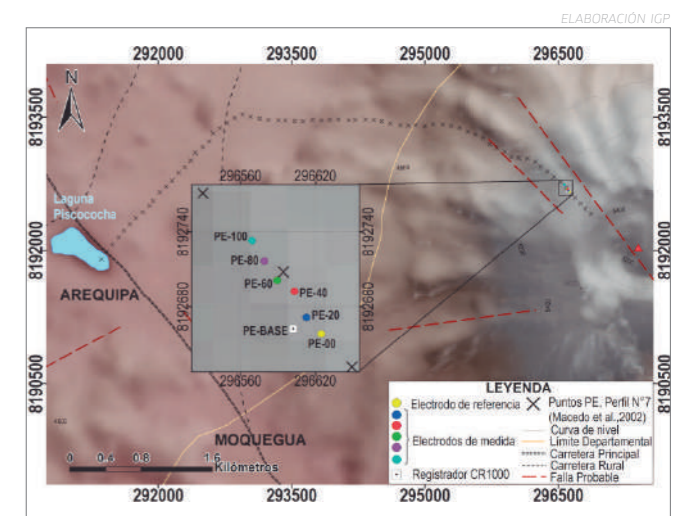 ELABORACIÓN IGP
292000 293500 295000 296500
N
8193500 8193500
296560 296620
Laguna
Piscococha
PE-100
8192740 8192740
PE-80
8192000 8192000
PE-60
AREQUIPA
PE-40
8192680 8192680
PE-20
PE-BASE
PE-00
296560 296620
8190500 8190500
LEYENDA
Electrodo de referencia
Puntos PE, Perfil N°7
(Macedo et al.,2002)
Electrodos de medida
Curva de nivel
Límite Departamental
Carretera Principal
Carretera Rural
Registrador CR1000
Falla Probable
MOQUEGUA
0 0.4 0.8 1.6
Kilómetros
292000 293500 295000 296500